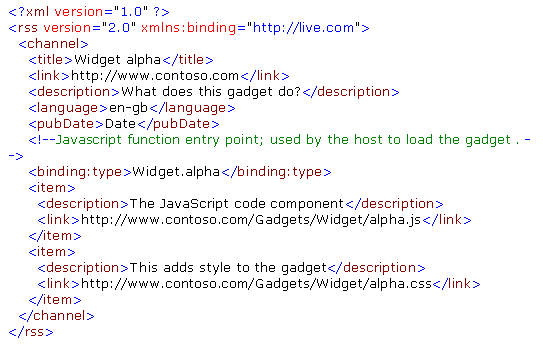 <?xml version="1.0" ?>
<rss version="2.0" xmlns:binding="http://live.com">
<channel>
<title>Widget alpha</title>
<link>http://www.contoso.com</link>
<description>What does this gadget do?</description>
<language>en-gb</language>
<pubDate>Date</pubDate>
<!--Javascript function entry point; used by the host to load the gadget . -
->
<binding:type>Widget.alpha</binding:type>
<item>
<description>The JavaScript code component</description>
<link>http://www.contoso.com/Gadgets/Widget/alpha.js</link>
</item>
<item>
<description>This adds style to the gadget</description>
<link>http://www.contoso.com/Gadgets/Widget/alpha.css</link>
</item>
</channel>
</rss>